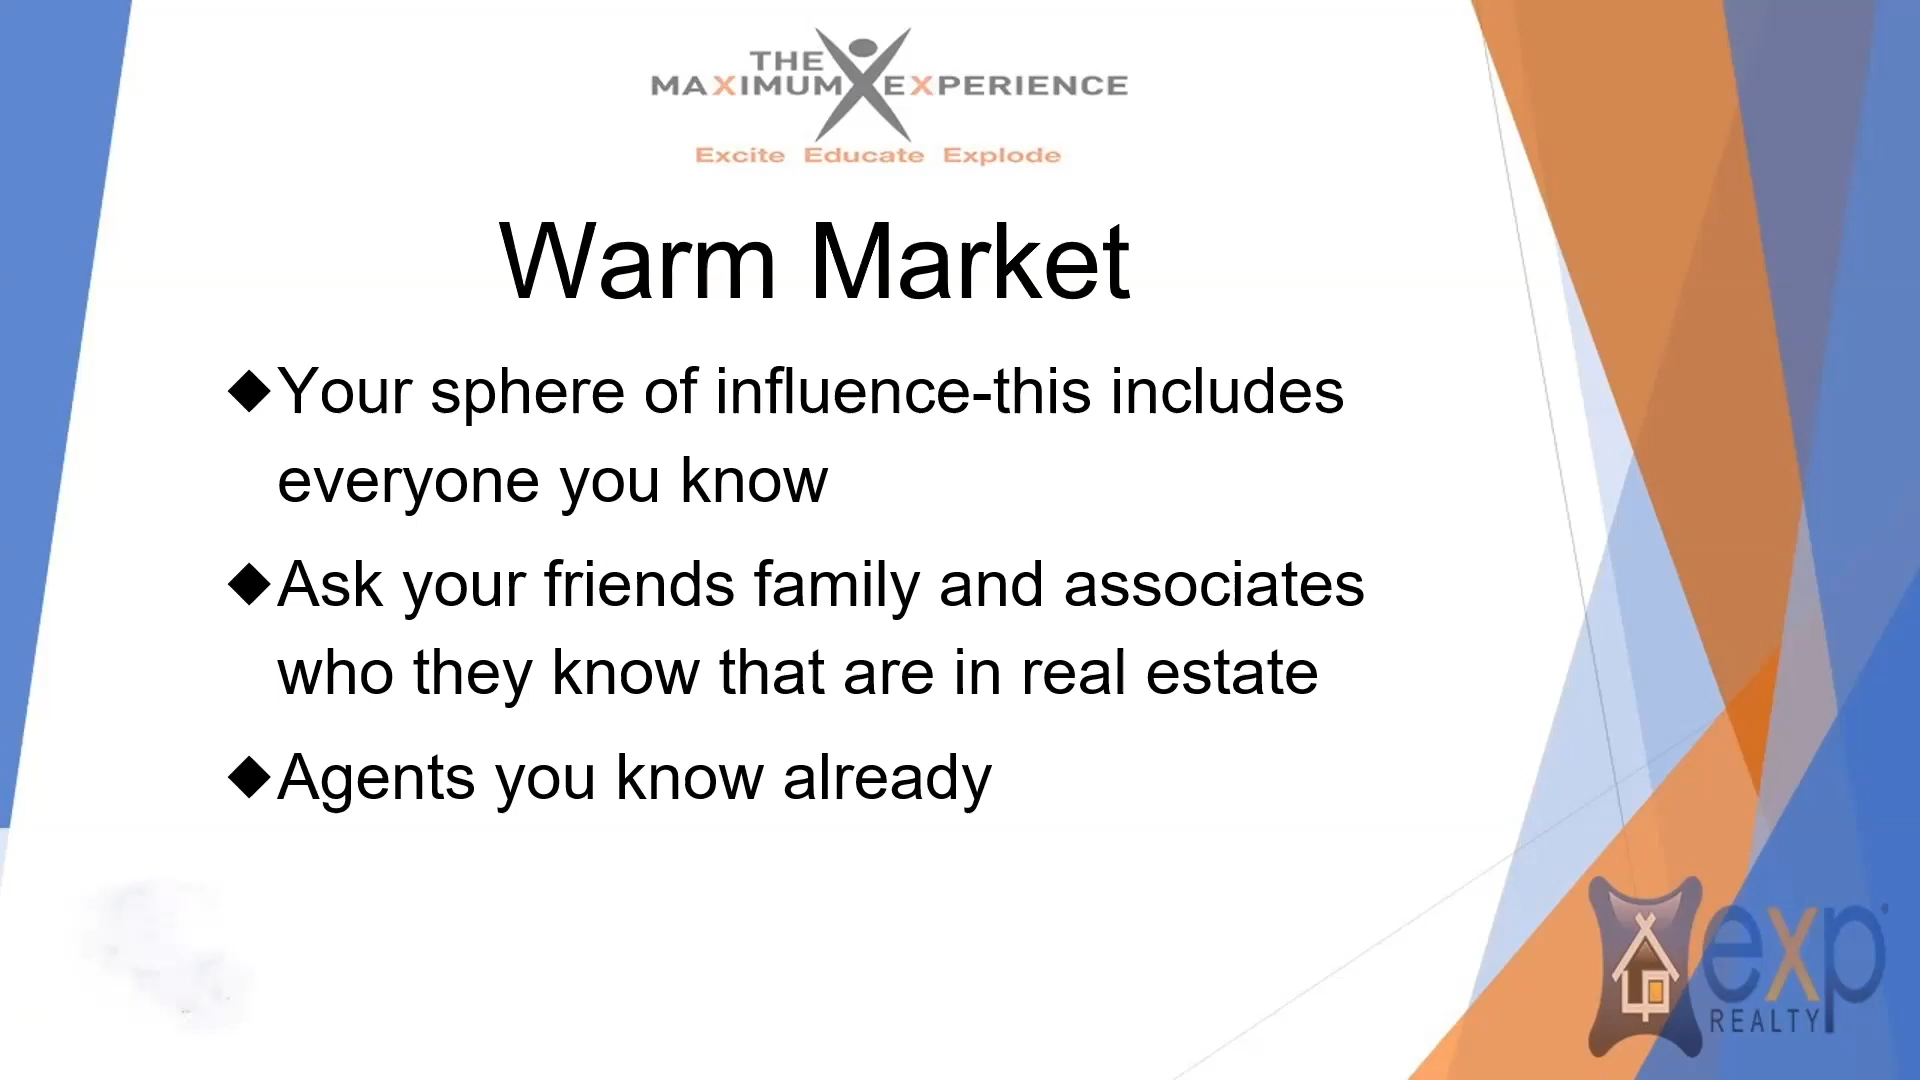 THE
MAXIMUM EXPERIENCE
Excite Educate Explode
Warm Market
◆Your sphere of influence-this includes
everyone you know
◆Ask your friends family and associates
who they know that are in real estate
◆Agents you know already
exp
REALTY